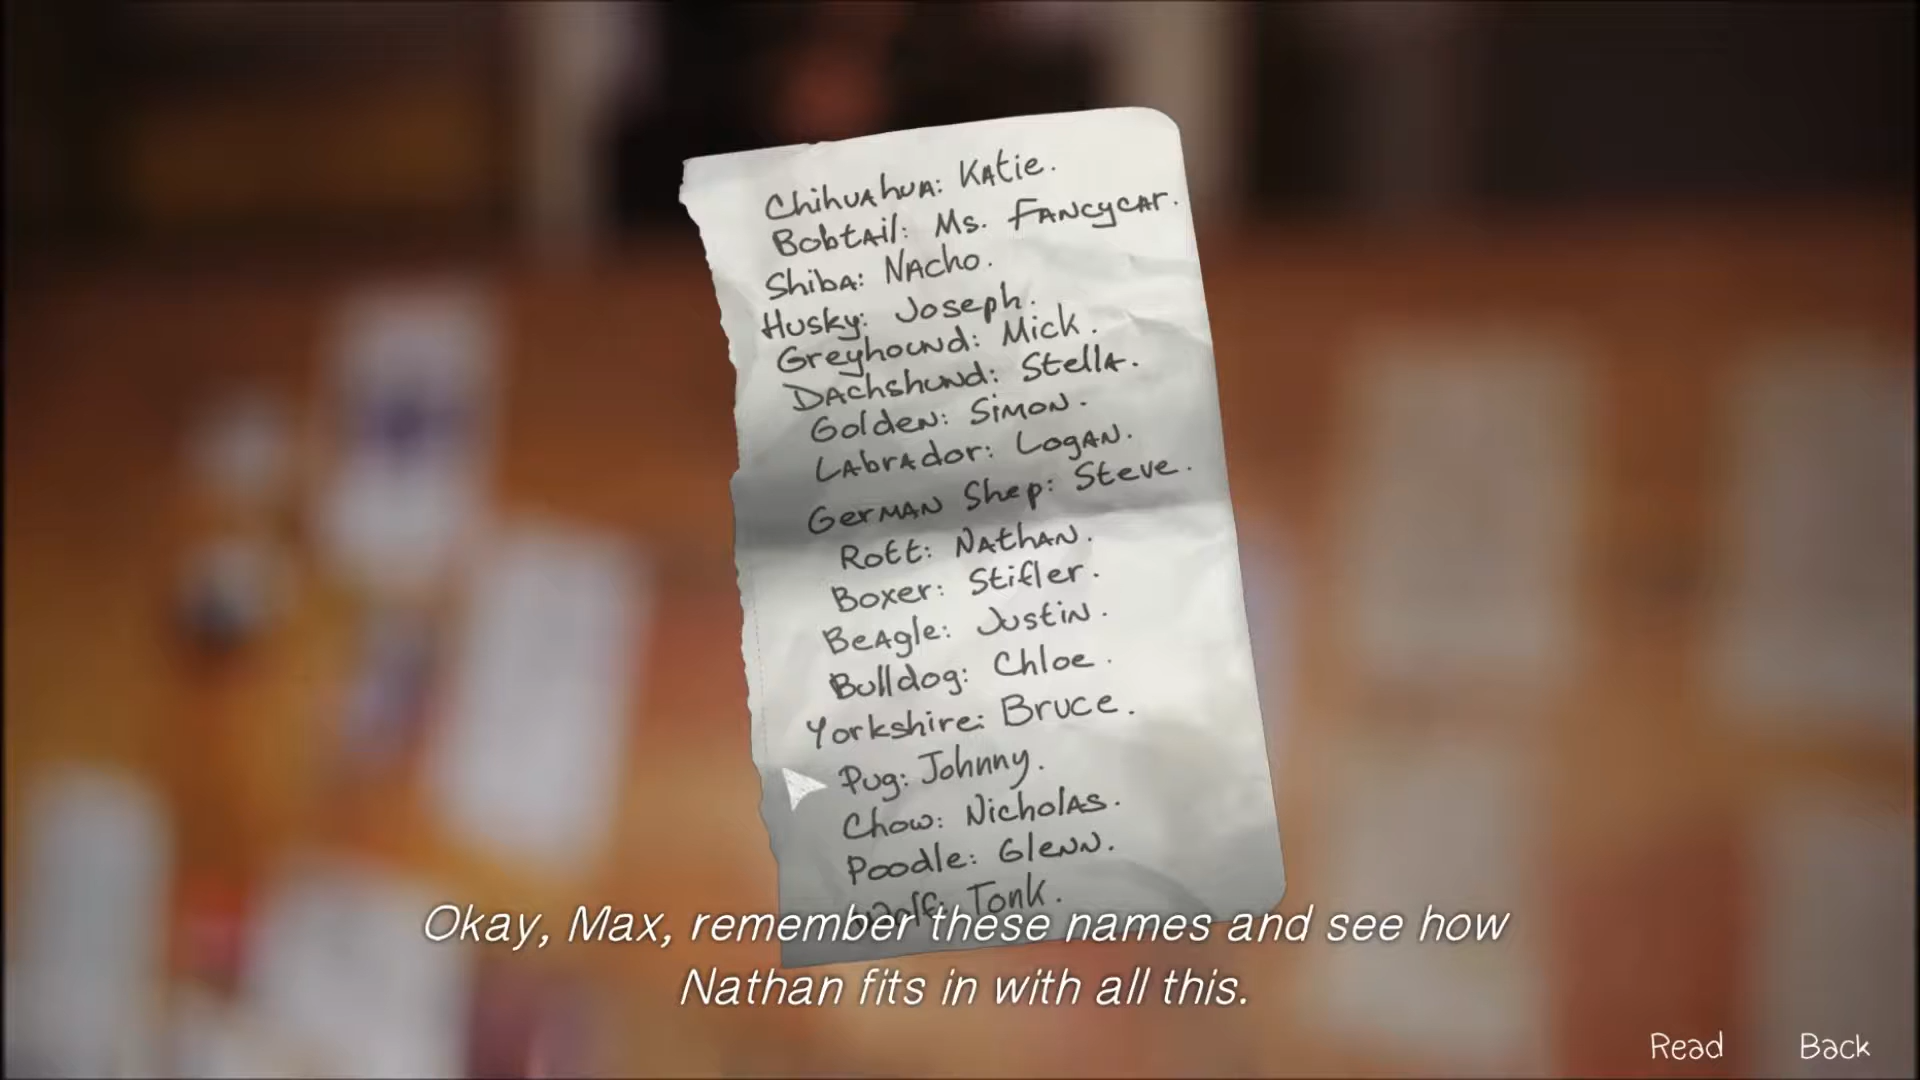 Chihuahua: Katie.
Bobtail: Ms. Fancycar.
Shiba: Nacho.
Husky: Joseph.
Greyhound: Mick.
Dachshund: Stella.
Golden: Simon.
Labrador: Logan.
German Shep: Steve.
Rott: Nathan.
Boxer: Stifler.
Beagle: Justin.
Bulldog: Chloe.
Yorkshire: Bruce.
Pug: Johnny.
Chow: Nicholas.
Poodle: Glenn.
Wolf: Tonk.
Okay, Max, remember these names and see how
Nathan fits in with all this.
Read Back